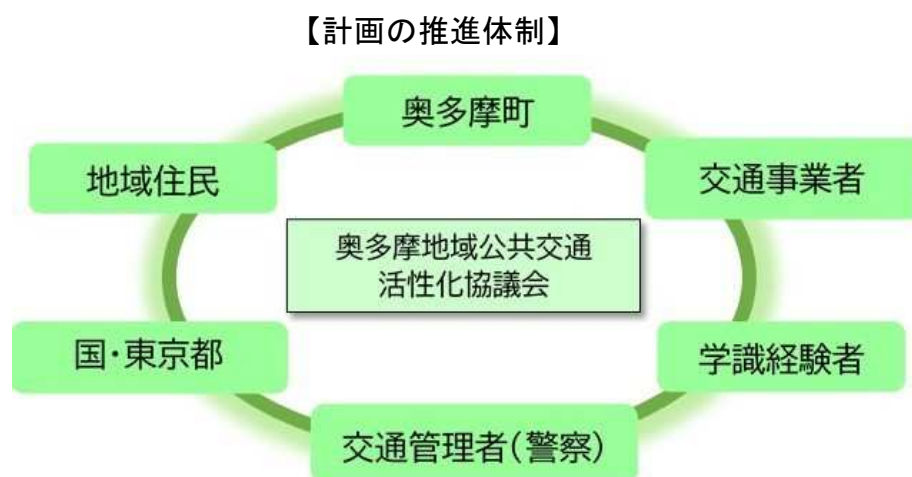 【計画の推進体制】
奥多摩町
地域住民
交通事業者
奥多摩地域公共交通
活性化協議会
国・東京都
学識経験者
交通管理者(警察)